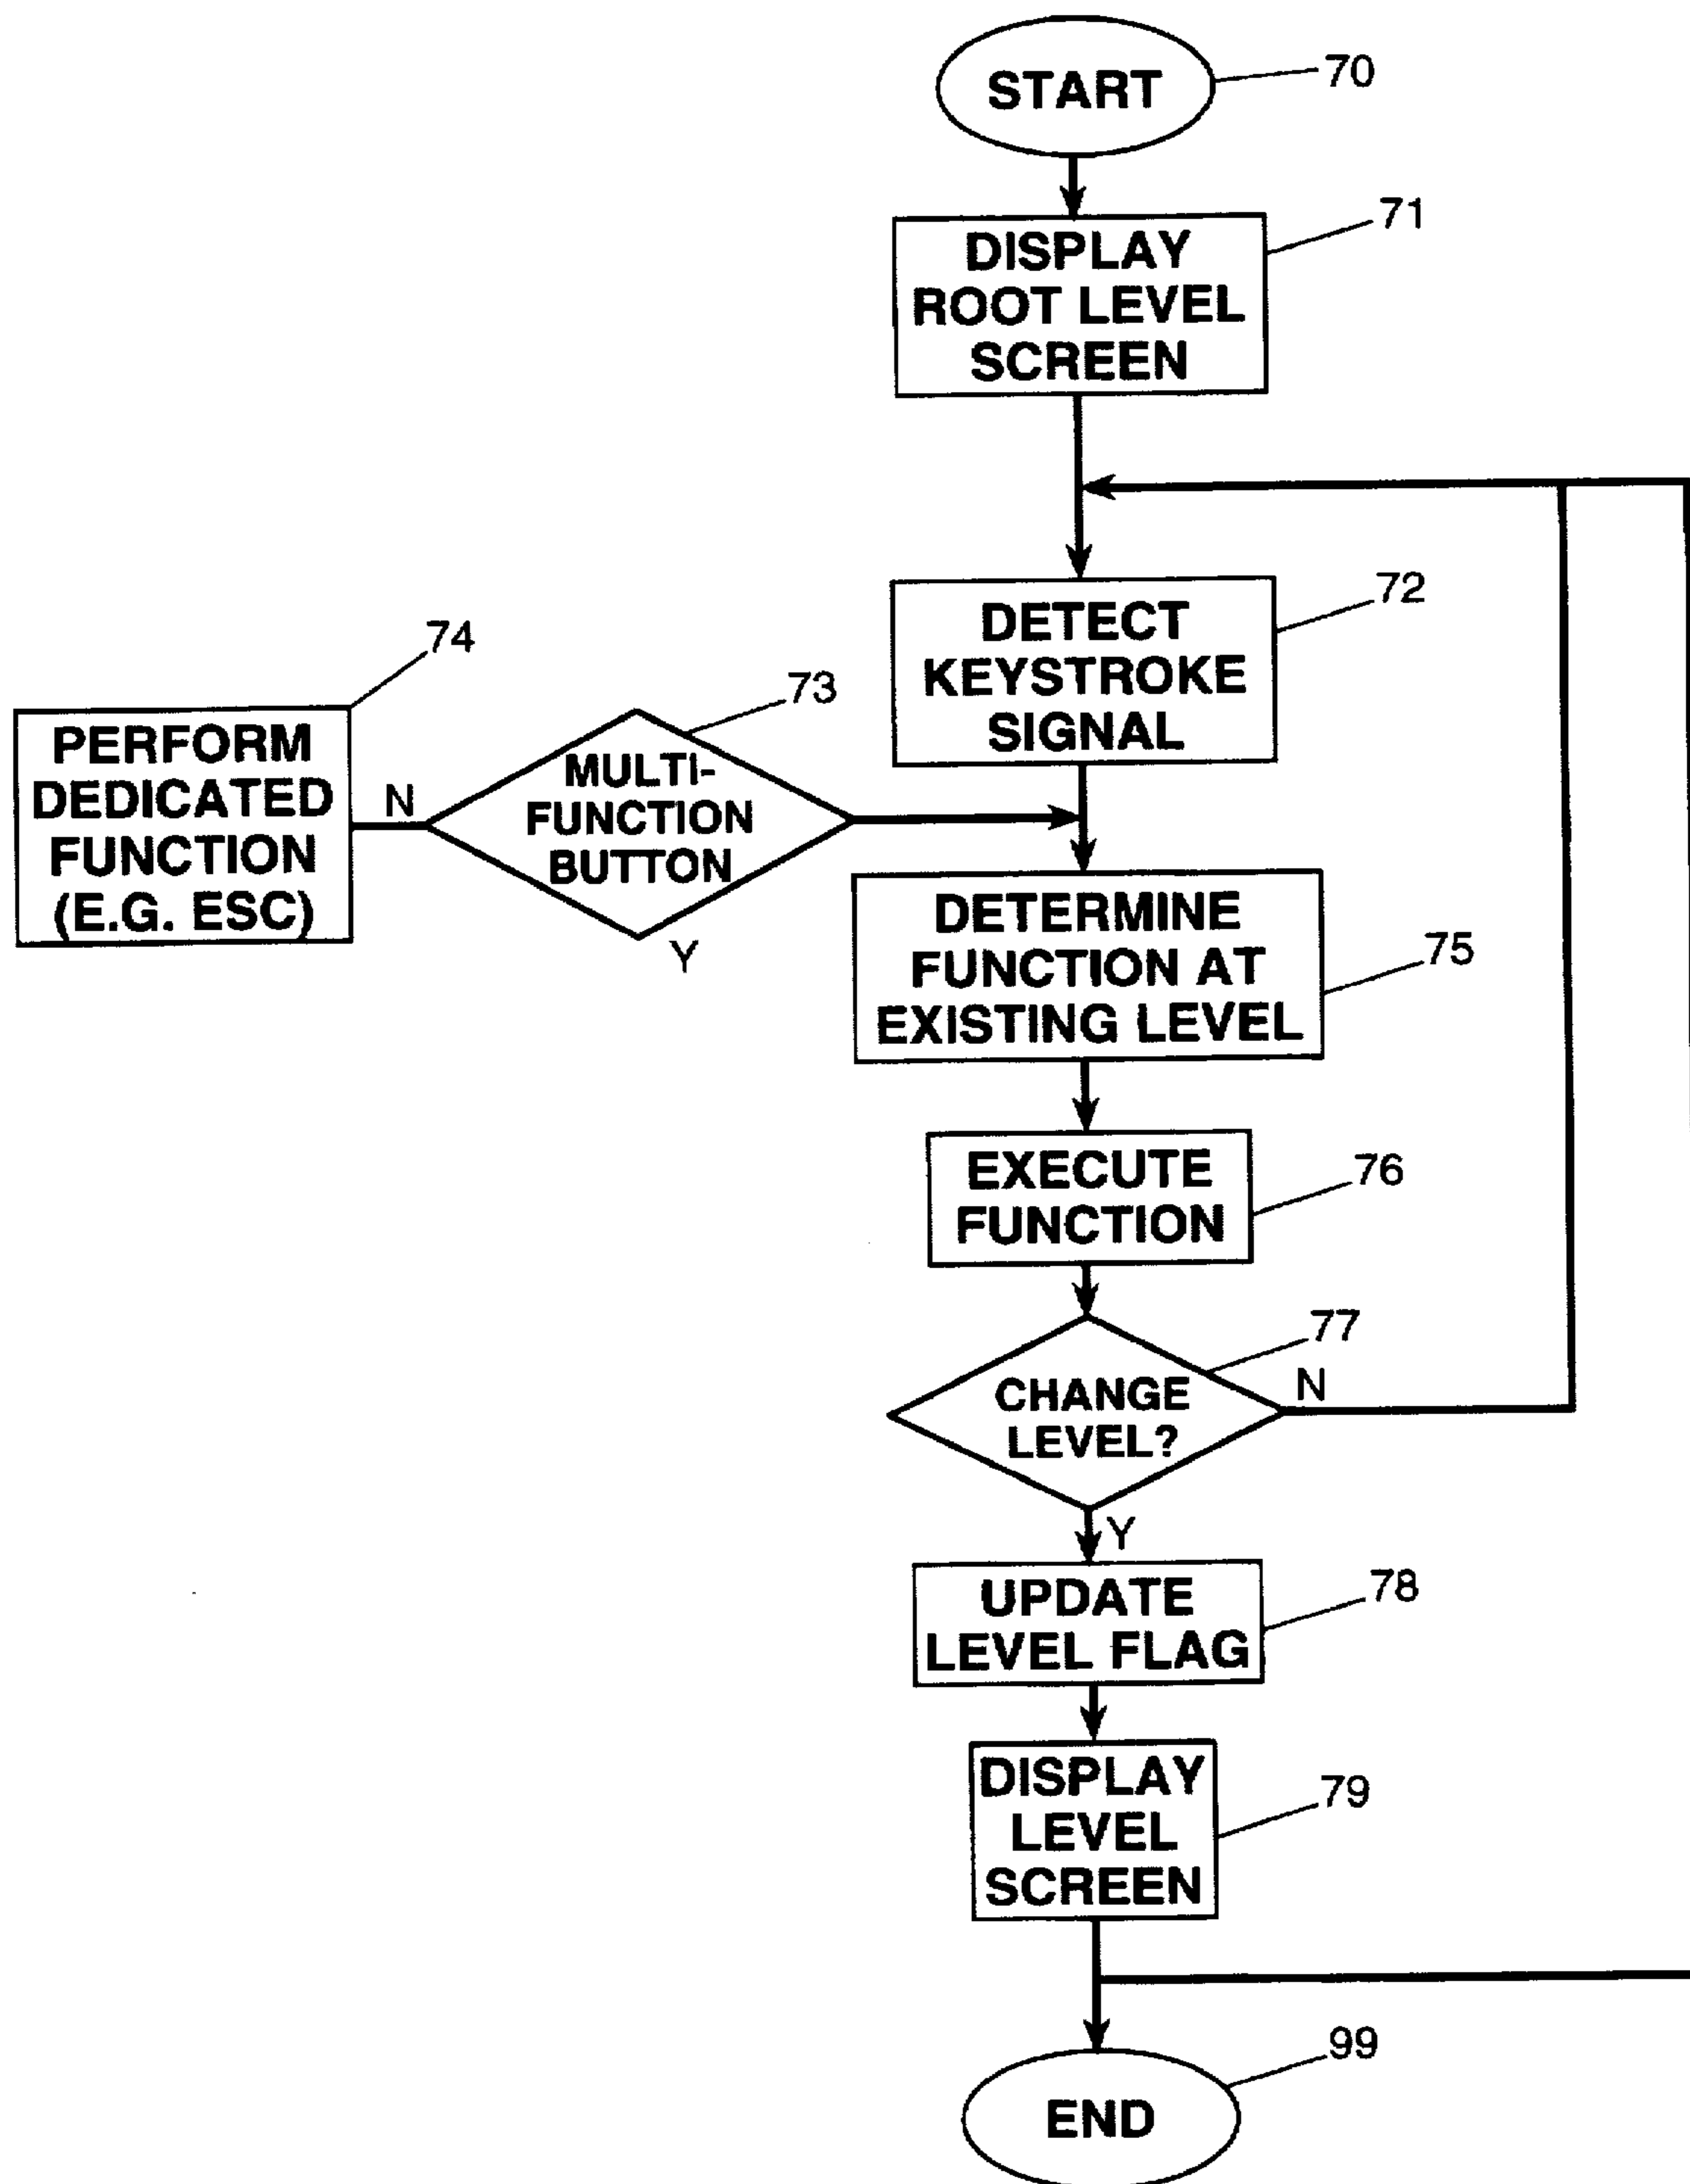 START
70
DISPLAY
ROOT LEVEL
SCREEN
71
DETECT
KEYSTROKE
SIGNAL
72
MULTI-
FUNCTION
BUTTON
73
N
Y
PERFORM
DEDICATED
FUNCTION
(E.G. ESC)
74
DETERMINE
FUNCTION AT
EXISTING LEVEL
75
EXECUTE
FUNCTION
76
CHANGE
LEVEL?
77
N
Y
UPDATE
LEVEL FLAG
78
DISPLAY
LEVEL
SCREEN
79
END
99